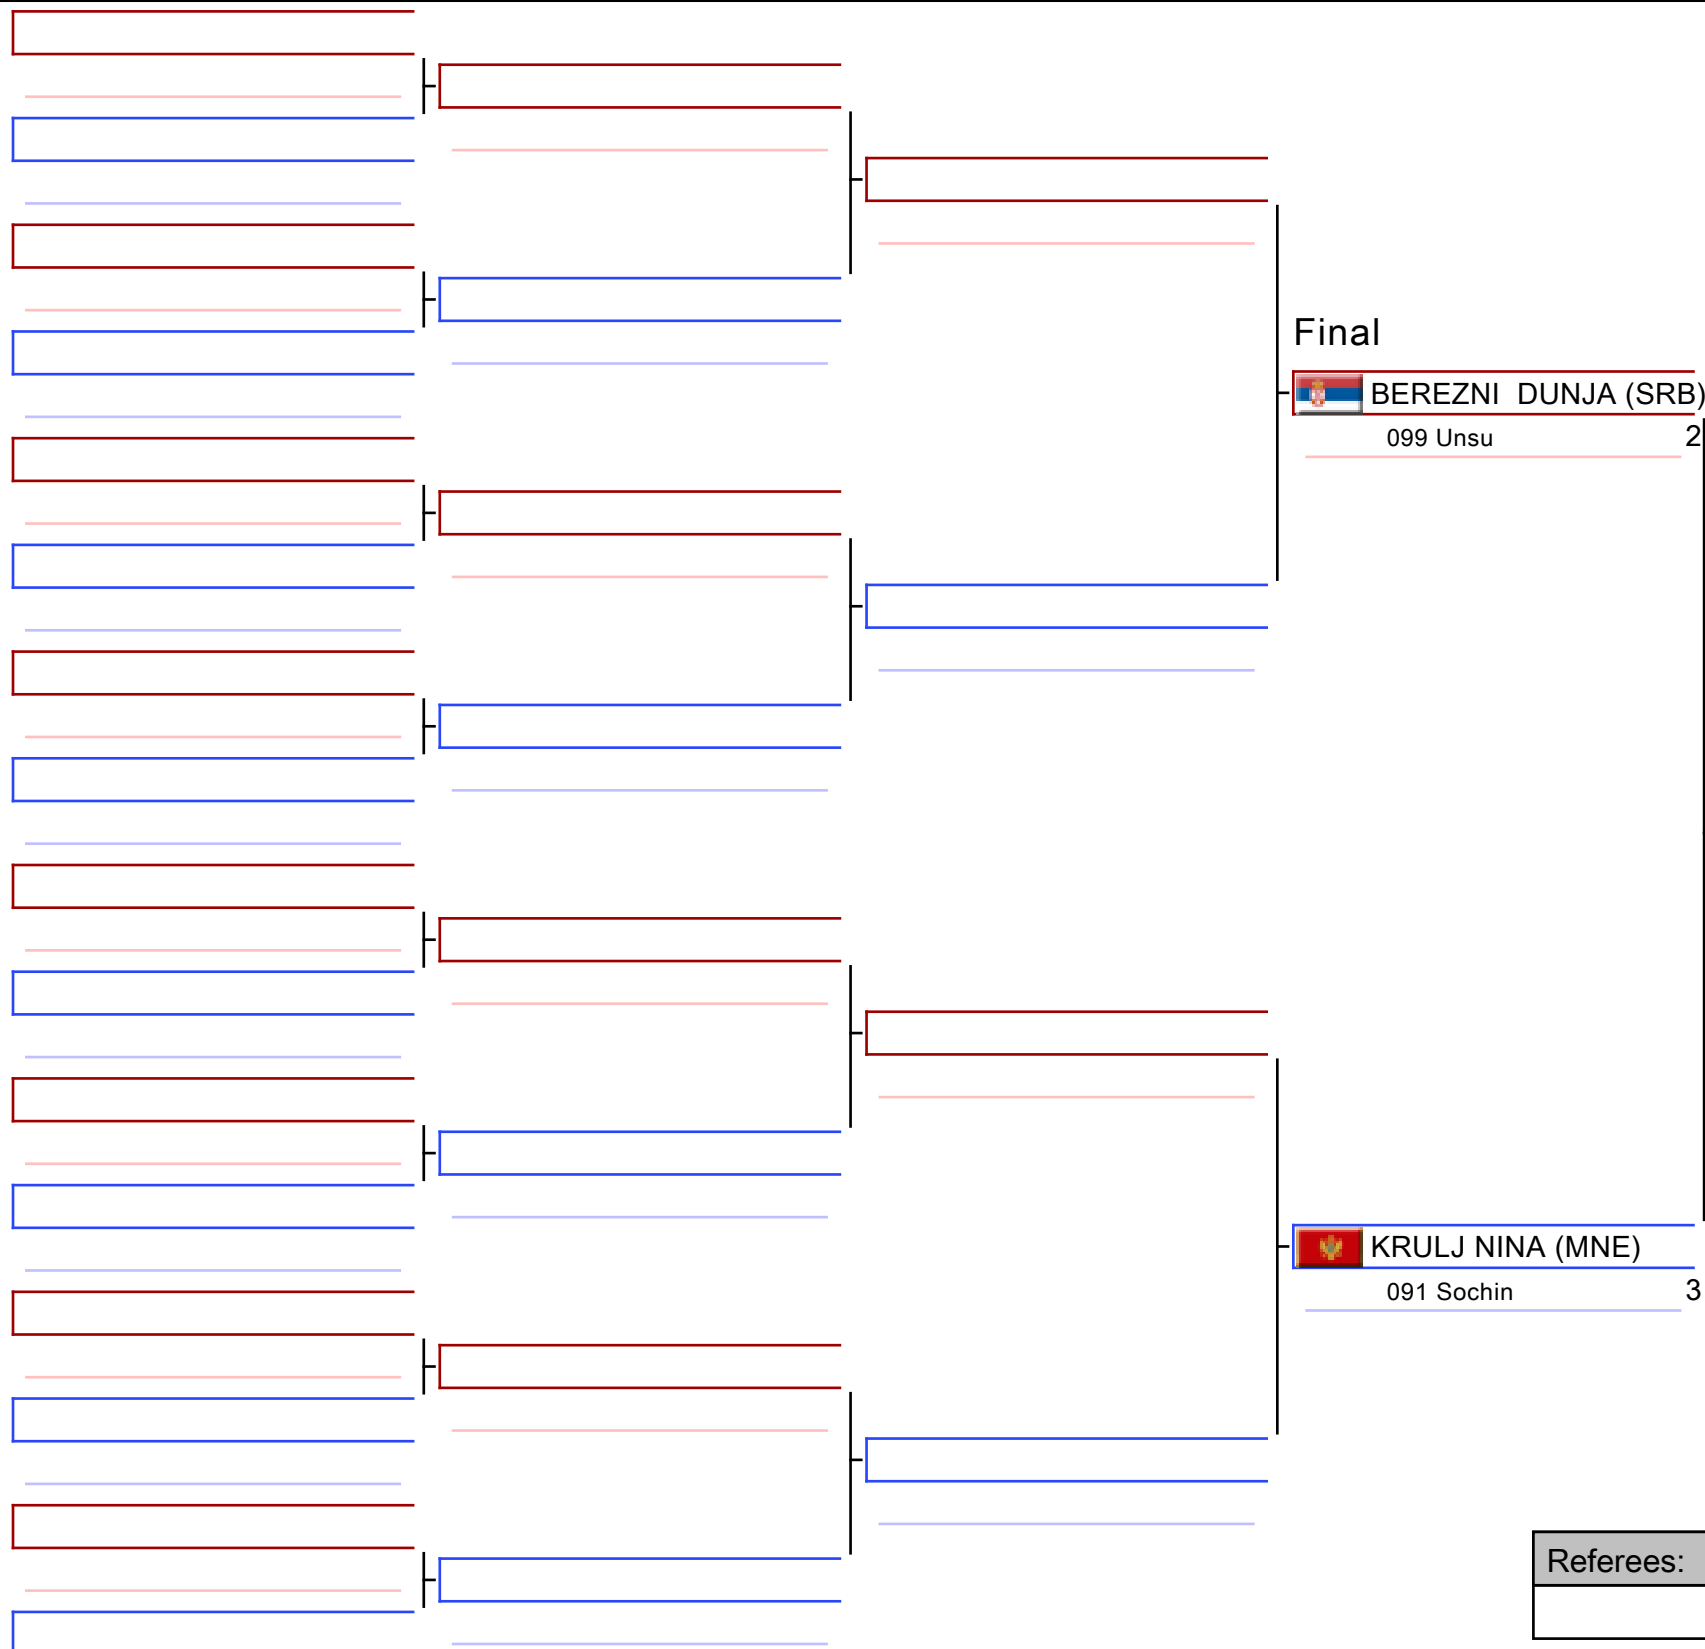 Final
BEREZNI  DUNJA (SRB)
099 Unsu 2
KRULJ NINA (MNE)
091 Sochin 3
Referees: